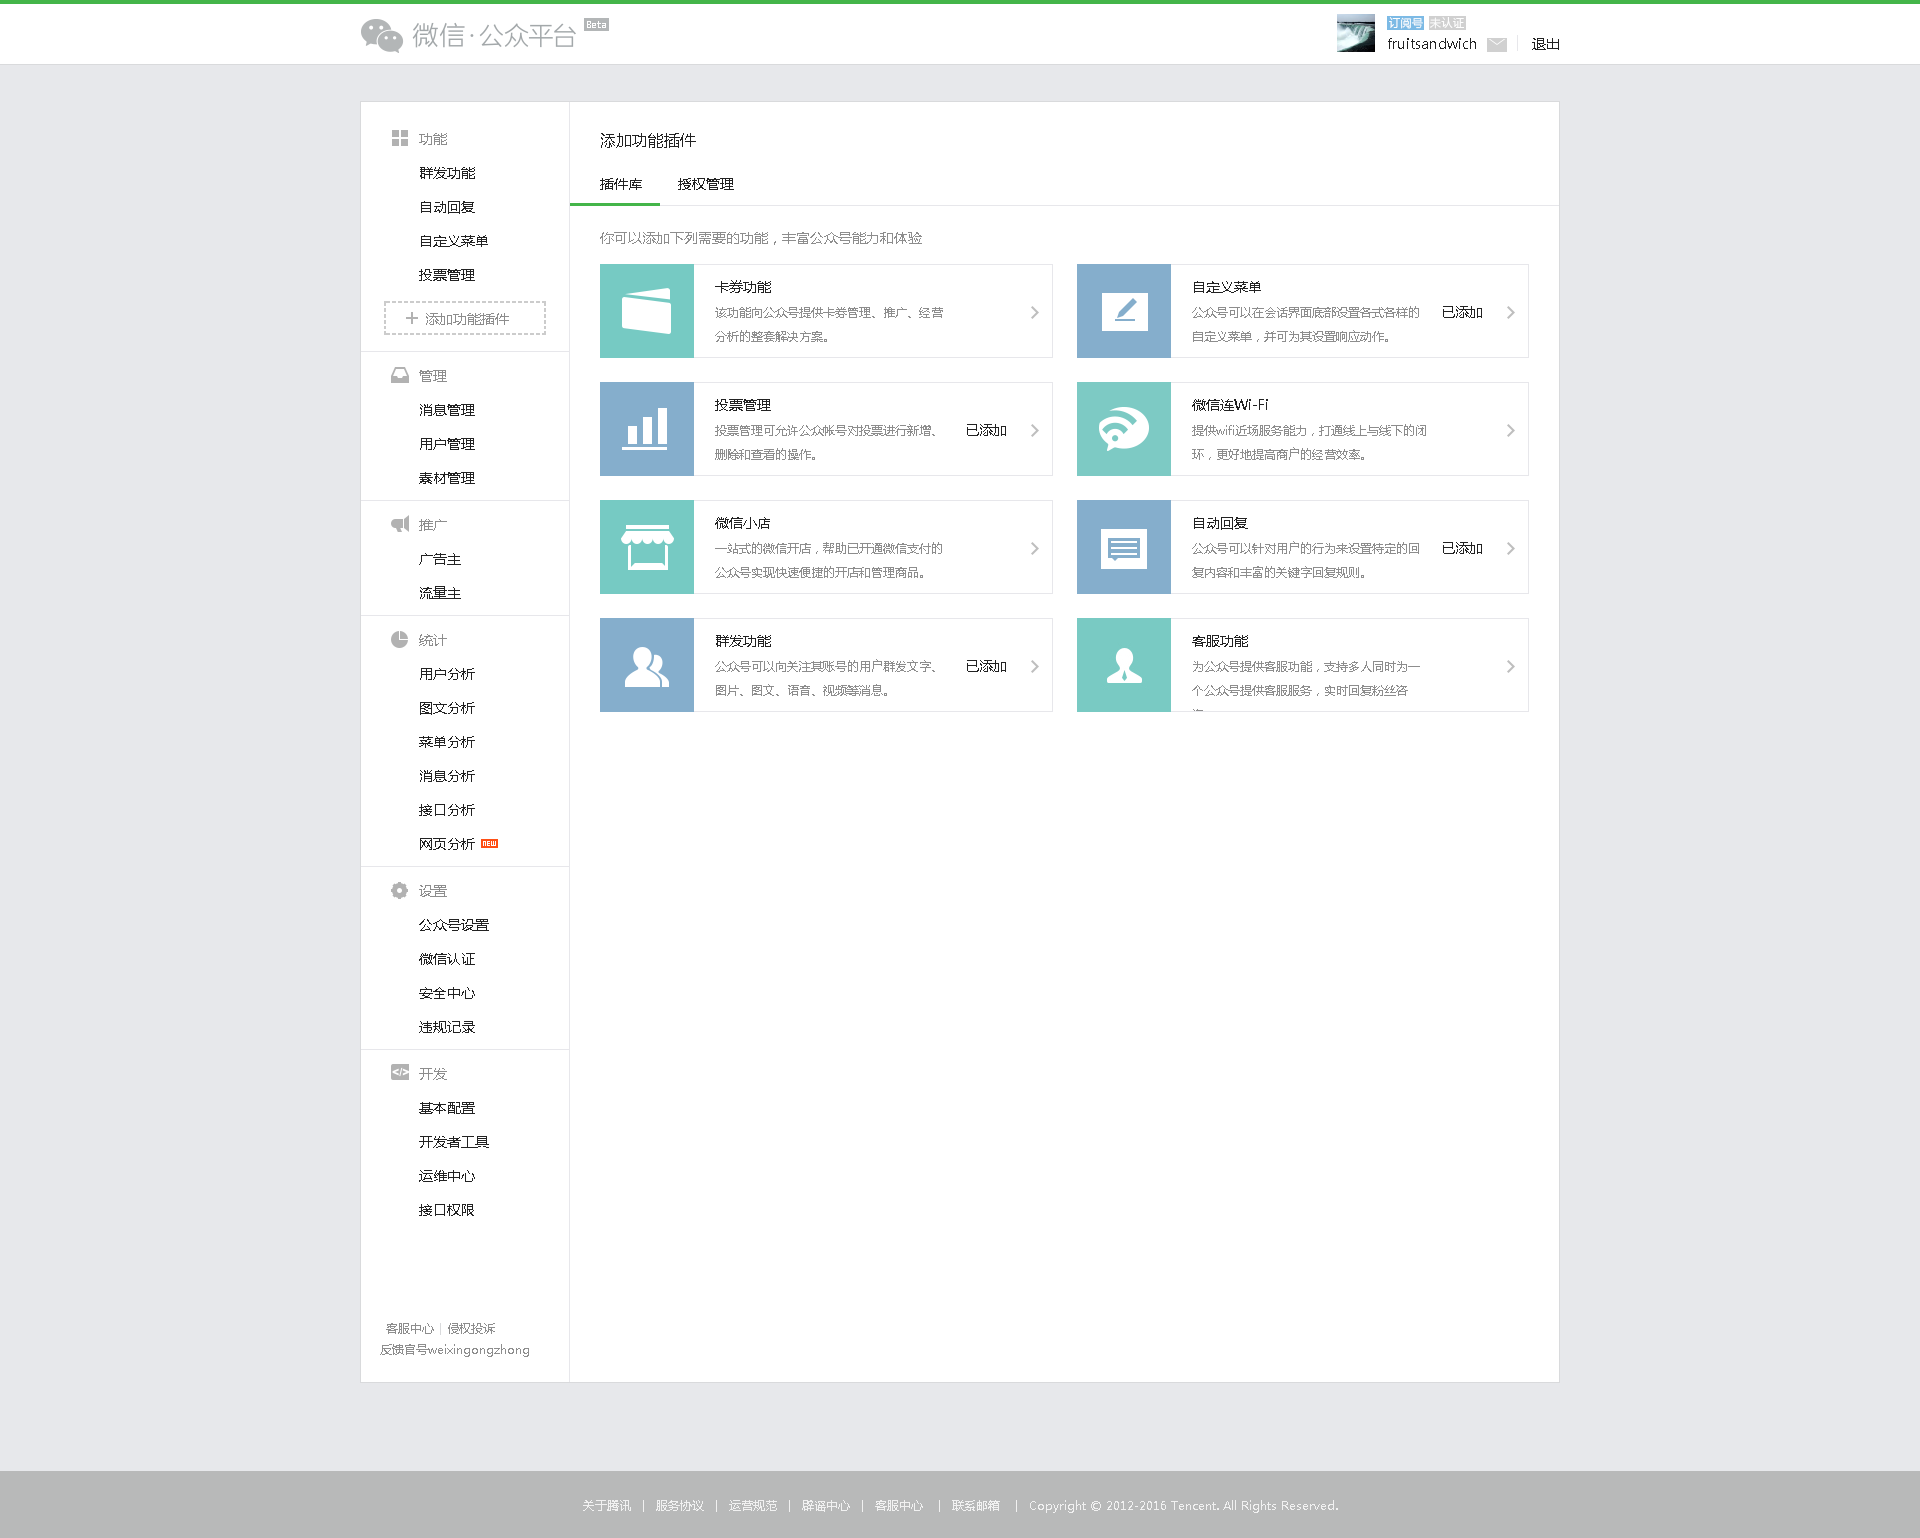 微信·公众平台 Beta
订阅号 未认证
fruitsandwich 退出
功能
群发功能
自动回复
自定义菜单
投票管理
+ 添加功能插件
管理
消息管理
用户管理
素材管理
推广
广告主
流量主
统计
用户分析
图文分析
菜单分析
消息分析
接口分析
网页分析 NEW
设置
公众号设置
微信认证
安全中心
违规记录
开发
基本配置
开发者工具
运维中心
接口权限
客服中心 | 侵权投诉
反馈官号weixingongzhong
添加功能插件
插件库 授权管理
你可以添加下列需要的功能，丰富公众号能力和体验
卡券功能
该功能向公众号提供卡券管理、推广、经营
分析的整套解决方案。
自定义菜单
公众号可以在会话界面底部设置各式各样的
自定义菜单，并可为其设置响应动作。
已添加
投票管理
投票管理可允许公众帐号对投票进行新增、
删除和查看的操作。
已添加
微信连Wi-Fi
提供wifi近场服务能力，打通线上与线下的闭
环，更好地提高商户的经营效率。
微信小店
一站式的微信开店，帮助已开通微信支付的
公众号实现快速便捷的开店和管理商品。
自动回复
公众号可以针对用户的行为来设置特定的回
复内容和丰富的关键字回复规则。
已添加
群发功能
公众号可以向关注其账号的用户群发文字、
图片、图文、语音、视频等消息。
已添加
客服功能
为公众号提供客服功能，支持多人同时为一
个公众号提供客服服务，实时回复粉丝咨
关于腾讯 | 服务协议 | 运营规范 | 辟谣中心 | 客服中心 | 联系邮箱 | Copyright © 2012-2016 Tencent. All Rights Reserved.